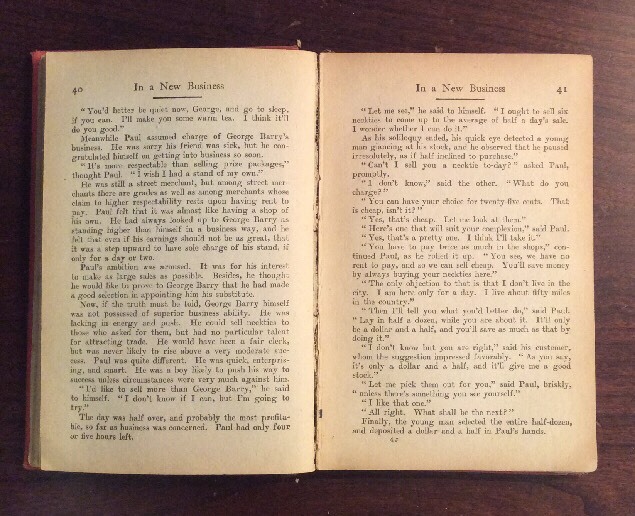 40 In a New Business
"You'd better be quiet now, George, and go to sleep,
if you can. I'll make you some warm tea. I think it'll
do you good."
Meanwhile Paul assumed charge of George Barry's
business. He was sorry his friend was sick, but he con-
gratulated himself on getting into business so soon.
"It's more respectable than selling prize packages,"
thought Paul. "I wish I had a stand of my own."
He was still a street merchant, but among street mer-
chants there are grades as well as among merchants whose
claim to higher respectability rests upon having rent to
pay. Paul felt that it was almost like having a shop of
his own. He had always looked up to George Barry as
standing higher than himself in a business way, and he
felt that even if his earnings should not be as great, that
it was a step upward to have sole charge of his stand, if
only for a day or two.
Paul's ambition was aroused. It was for his interest
to make as large sales as possible. Besides, he thought
he would like to prove to George Barry that he had made
a good selection in appointing him his substitute.
Now, if the truth must be told, George Barry himself
was not possessed of superior business ability. He was
lacking in energy and push. He could sell neckties to
those who asked for them, but had no particular talent
for attracting trade. He would have been a fair clerk,
but was never likely to rise above a very moderate suc-
cess. Paul was quite different. He was quick, enterpris-
ing, and smart. He was a boy likely to push his way to
success unless circumstances were very much against him.
"I'd like to sell more than George Barry," he said
to himself. "I don't know if I can, but I'm going to
try."
The day was half over, and probably the most profita-
ble, so far as business was concerned. Paul had only four
or five hours left.
In a New Business 41
"Let me see," he said to himself. "I ought to sell six
neckties to come up to the average of half a day's sale.
I wonder whether I can do it."
As his soliloquy ended, his quick eye detected a young
man glancing at his stock, and he observed that he paused
irresolutely, as if half inclined to purchase.
"Can't I sell you a necktie to-day?" asked Paul,
promptly.
"I don't know," said the other. "What do you
charge?"
"You can have your choice for twenty-five cents. That
is cheap, isn't it?"
"Yes, that's cheap. Let me look at them."
"Here's one that will suit your complexion," said Paul.
"Yes, that's a pretty one. I think I'll take it."
"You have to pay twice as much in the shops," con-
tinued Paul, as he rolled it up. "You see, we have no
rent to pay, and so we can sell cheap. You'll save money
by always buying your neckties here."
"The only objection to that is that I don't live in the
city. I am here only for a day. I live about fifty miles
in the country."
"Then I'll tell you what you'd better do," said Paul.
"Lay in half a dozen, while you are about it. It'll only
be a dollar and a half, and you'll save as much as that by
doing it."
"I don't know but you are right," said his customer,
whom the suggestion impressed favorably. "As you say,
it's only a dollar and a half, and it'll give me a good
stock."
"Let me pick them out for you," said Paul, briskly,
"unless there's something you see yourself."
"I like that one."
"All right. What shall be the next?"
Finally, the young man selected the entire half-dozen,
and deposited a dollar and a half in Paul's hands.